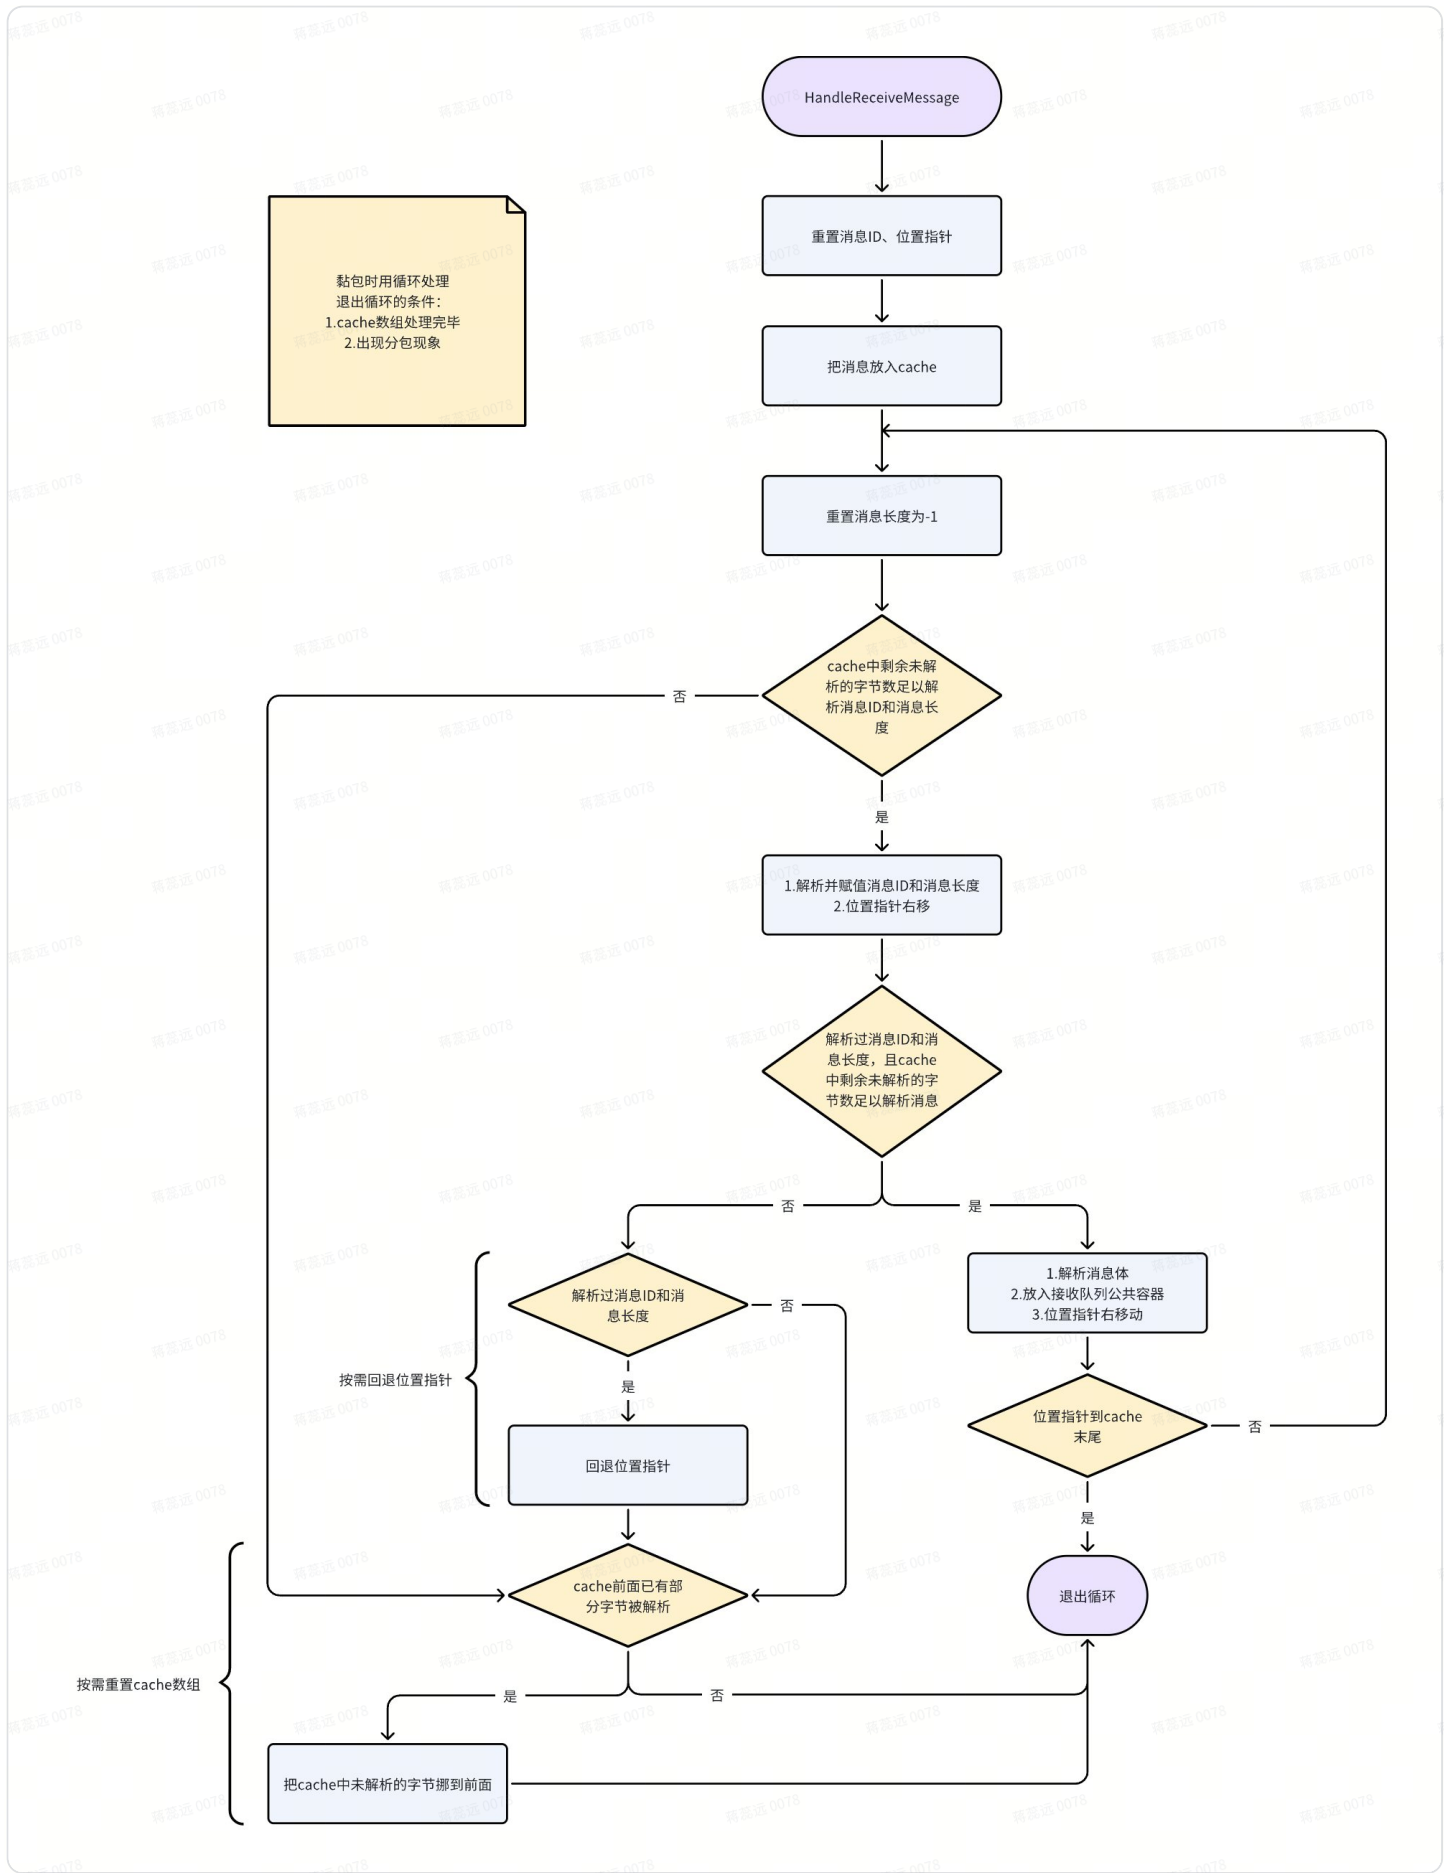 HandleReceiveMessage
重置消息ID、位置指针
黏包时用循环处理
退出循环的条件：
1.cache数组处理完毕
2.出现分包现象
把消息放入cache
重置消息长度为-1
cache中剩余未解
析的字节数足以解
析消息ID和消息长
度
否
是
1.解析并赋值消息ID和消息长度
2.位置指针右移
解析过消息ID和消
息长度，且cache
中剩余未解析的字
节数足以解析消息
否
是
解析过消息ID和消
息长度
否
是
按需回退位置指针
回退位置指针
1.解析消息体
2.放入接收队列公共容器
3.位置指针右移动
位置指针到cache
末尾
否
是
退出循环
cache前面已有部
分字节被解析
是
否
按需重置cache数组
把cache中未解析的字节挪到前面
蒋蕊远 0078